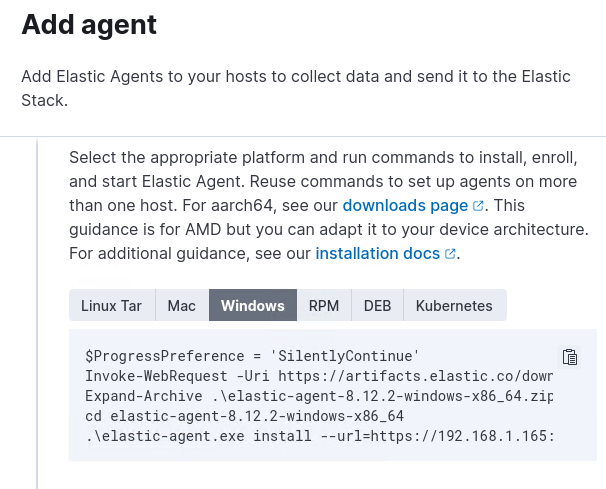 Add agent
Add Elastic Agents to your hosts to collect data and send it to the Elastic
Stack.
Select the appropriate platform and run commands to install, enroll,
and start Elastic Agent. Reuse commands to set up agents on more
than one host. For aarch64, see our downloads page. This
guidance is for AMD but you can adapt it to your device architecture.
For additional guidance, see our installation docs.
Linux Tar Mac Windows RPM DEB Kubernetes
$ProgressPreference = 'SilentlyContinue'
Invoke-WebRequest -Uri https://artifacts.elastic.co/dowr
Expand-Archive .\elastic-agent-8.12.2-windows-x86_64.zip
cd elastic-agent-8.12.2-windows-x86_64
.\elastic-agent.exe install --url=https://192.168.1.165: